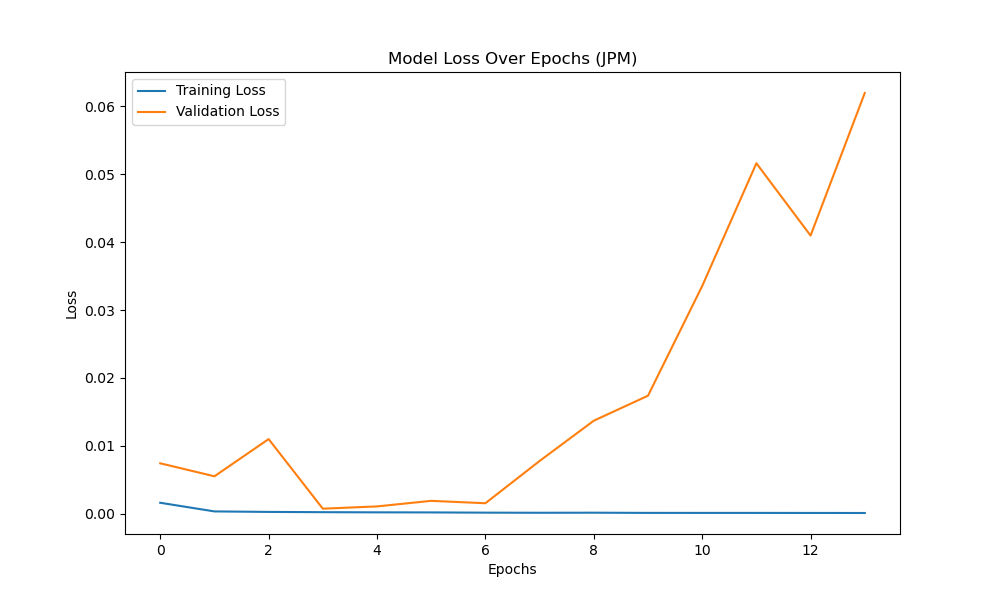 Model Loss Over Epochs (JPM)
Training Loss
Validation Loss
0.06
0.05
0.04
0.03
0.02
0.01
0.00
Loss
0 2 4 6 8 10 12
Epochs